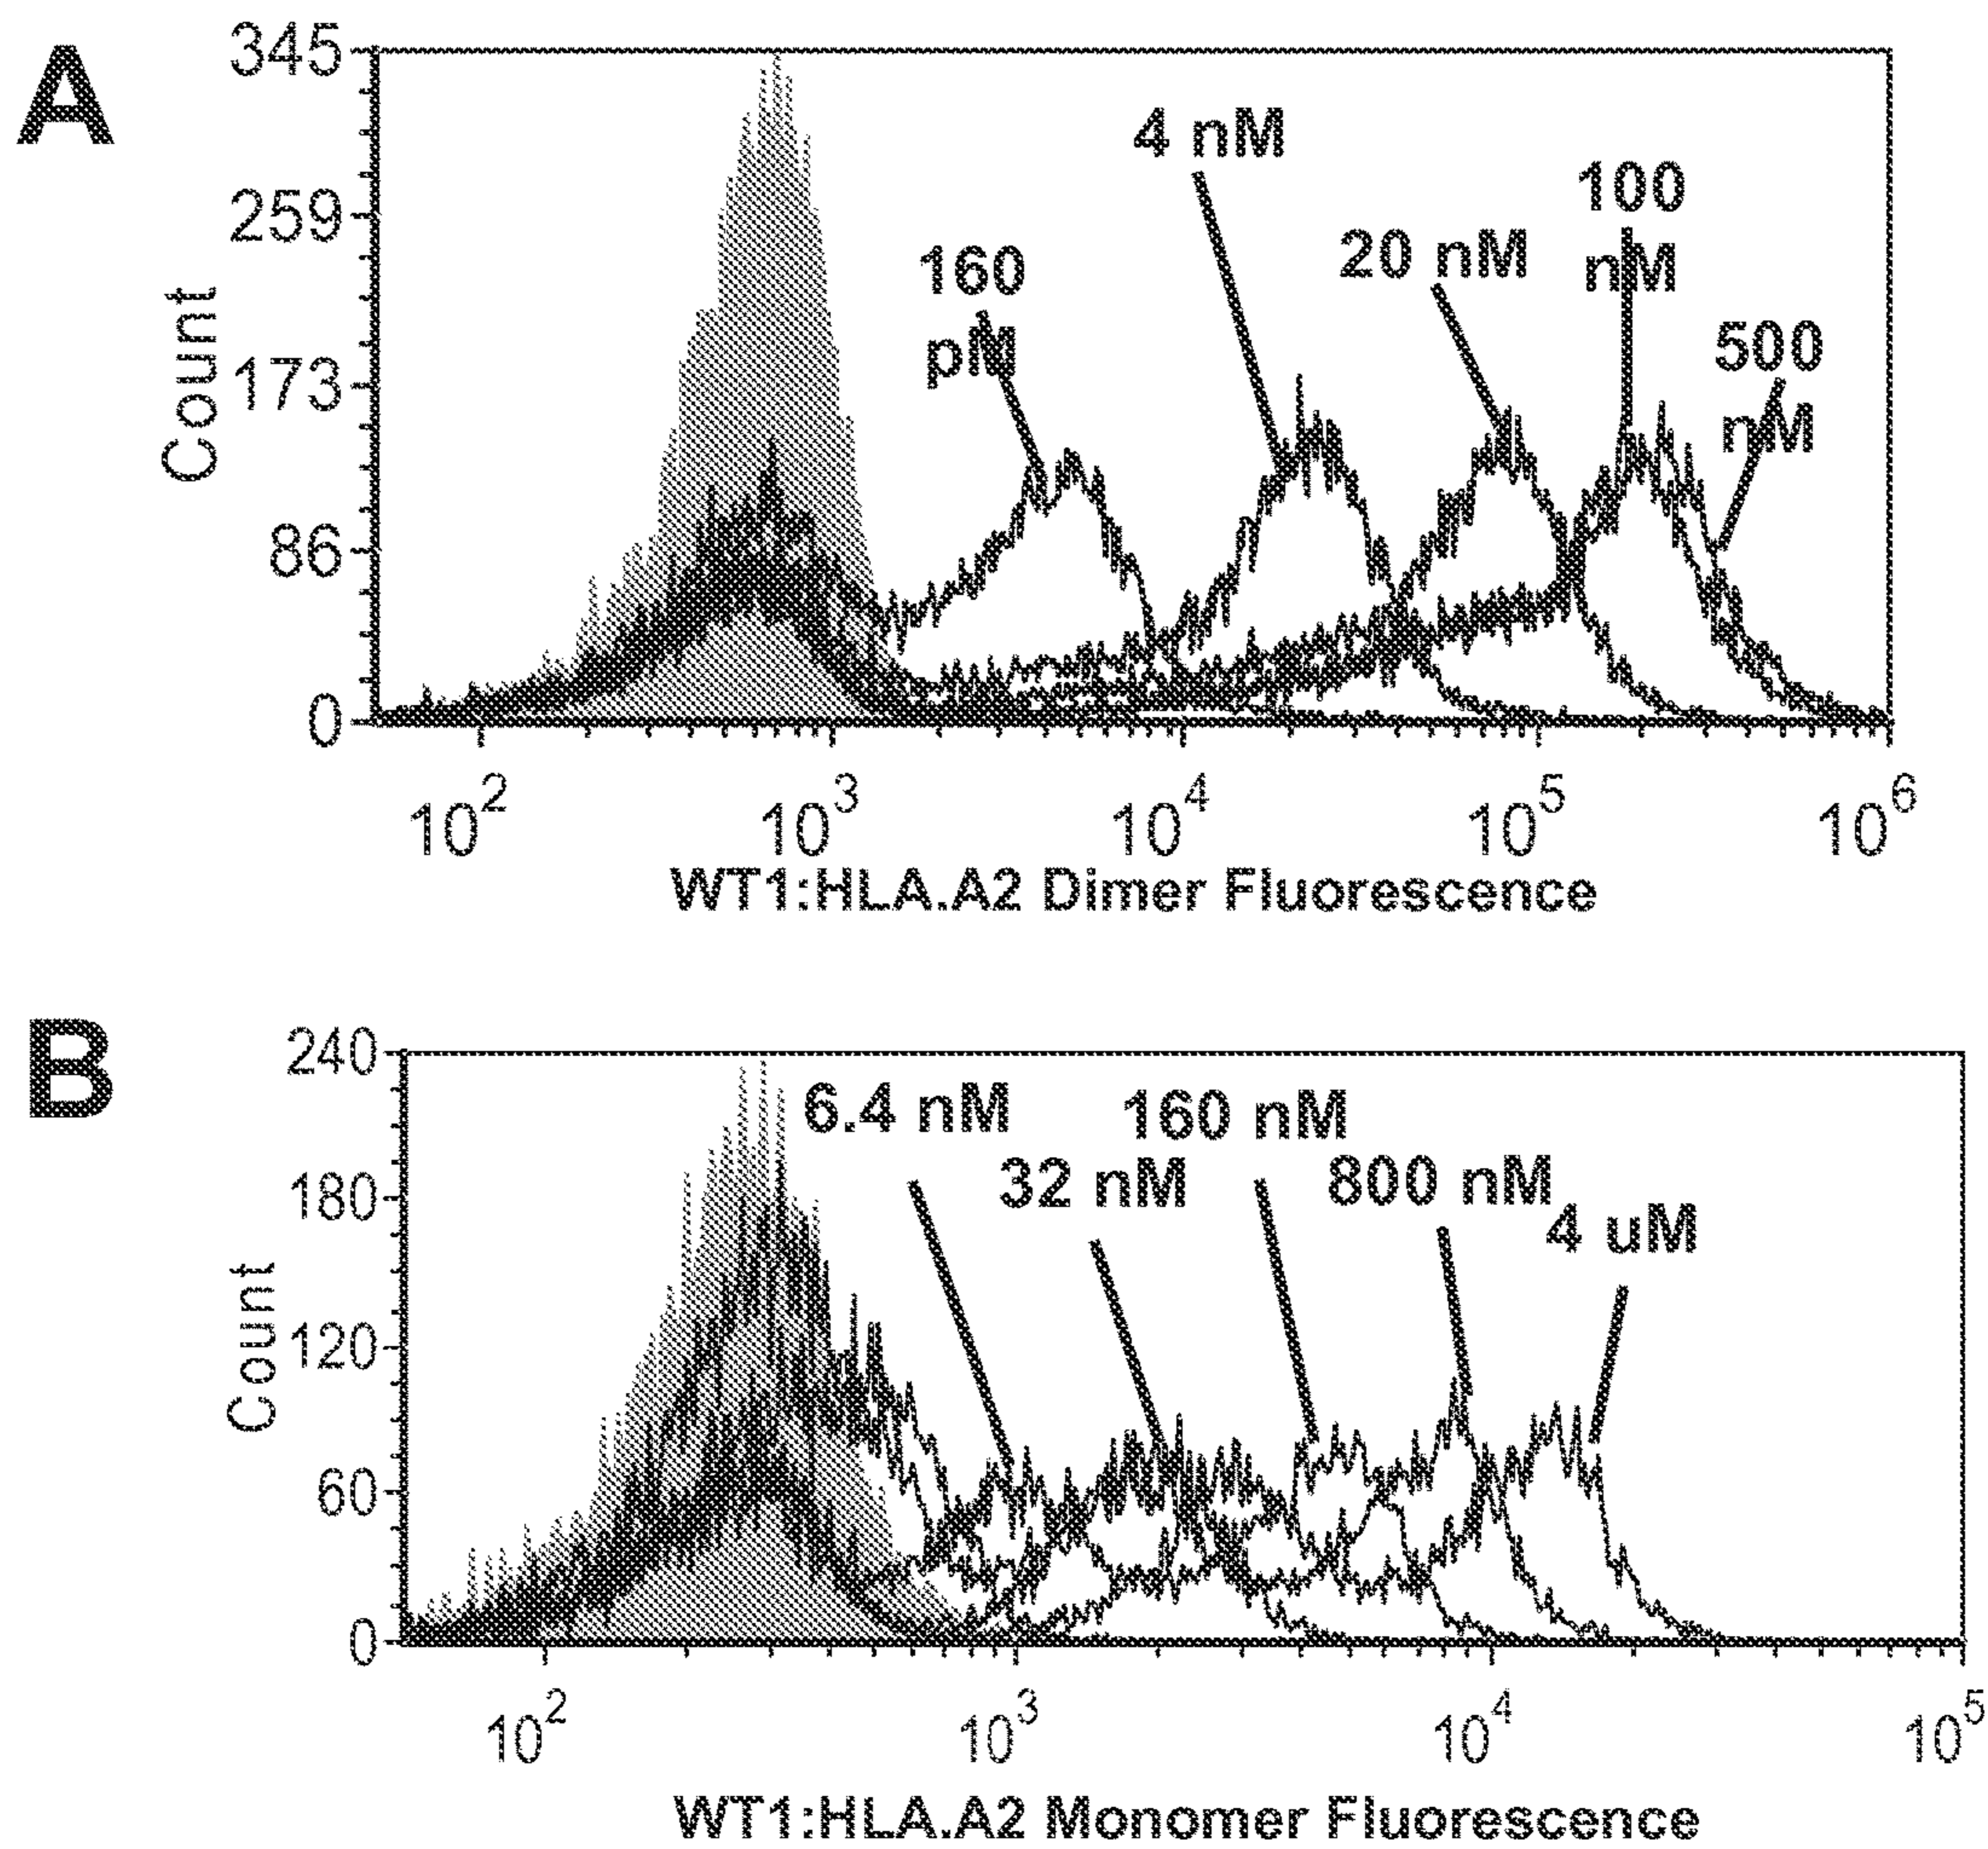 A
345
259
173
86
0
Count
160
pM
4 nM
20 nM
100
nM
500
nM
10^2
10^3
10^4
10^5
10^6
WT1:HLA.A2 Dimer Fluorescence
B
240
180
120
60
0
Count
6.4 nM
32 nM
160 nM
800 nM
4 uM
10^2
10^3
10^4
10^5
WT1:HLA.A2 Monomer Fluorescence